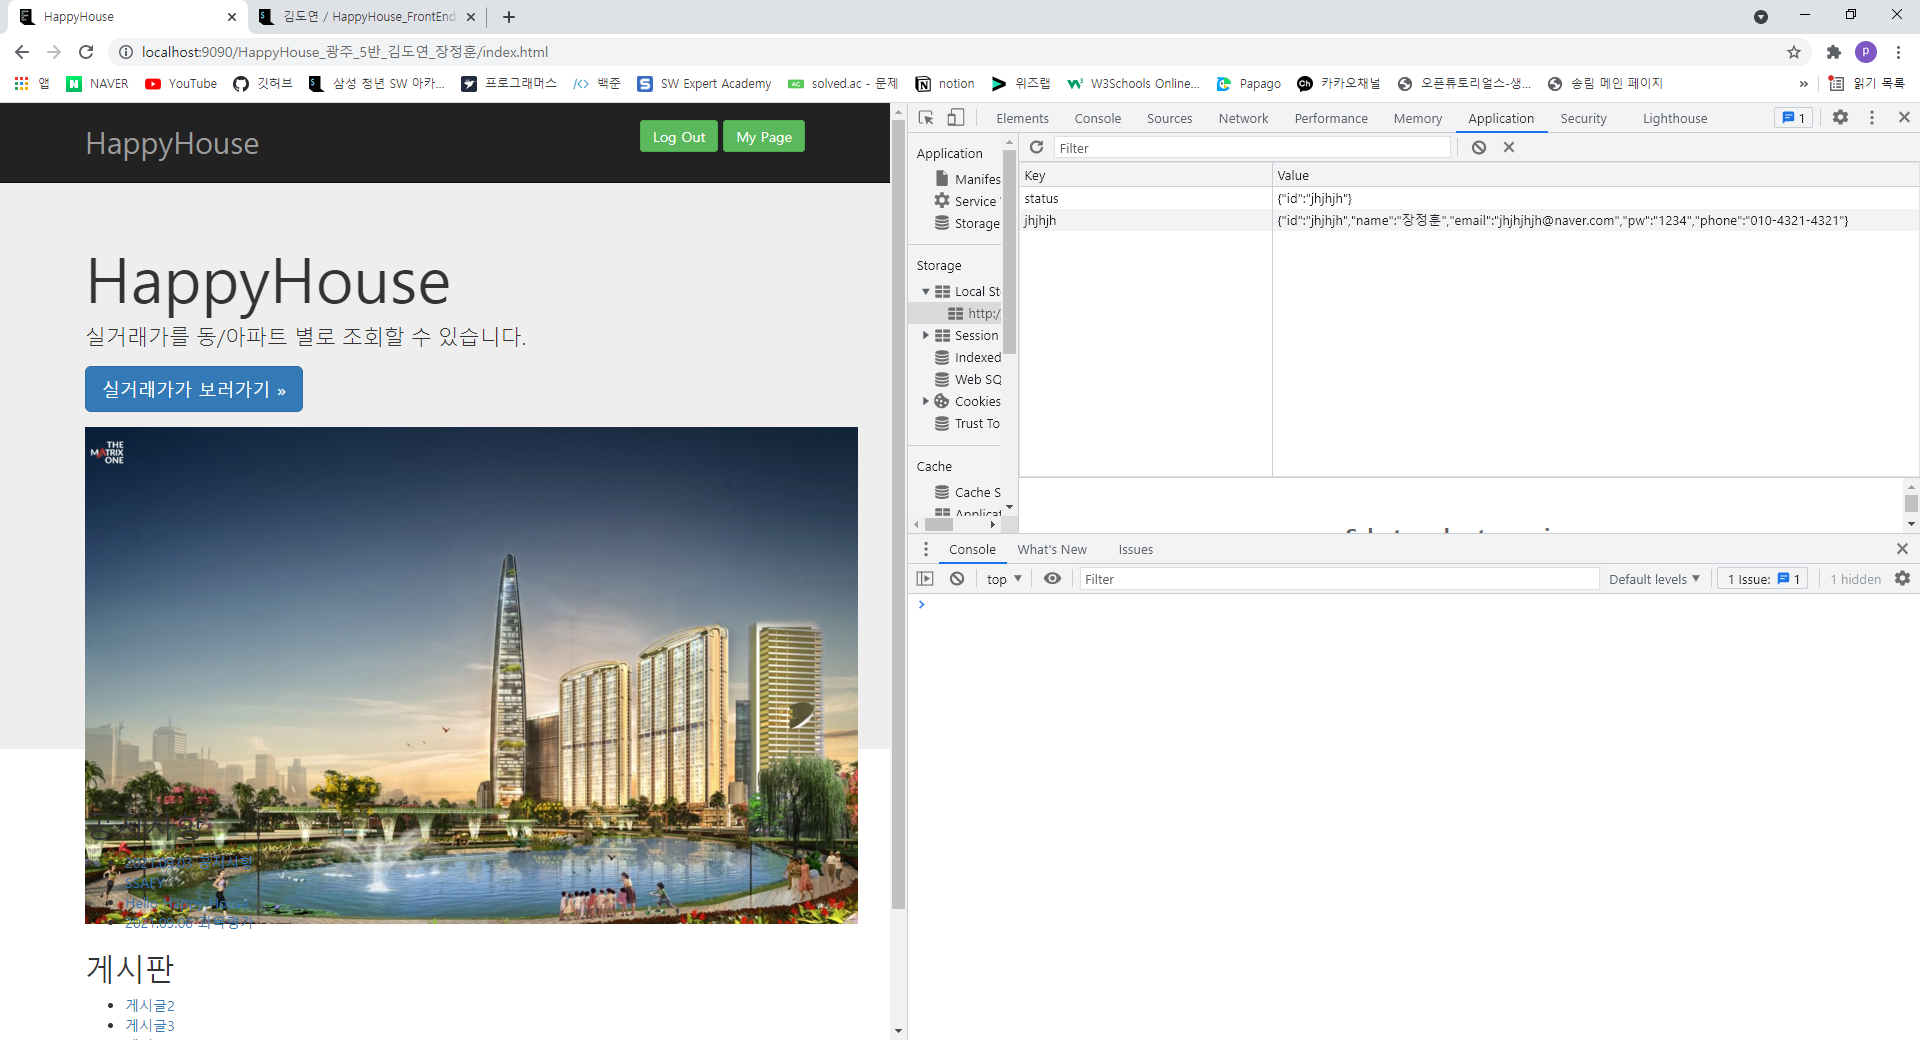 HappyHouse
김도연 / HappyHouse_FrontEnd
localhost:9090/HappyHouse_광주_5반_김도연_장정훈/index.html
P
앱 NAVER YouTube 깃허브 삼성 청년 SW 아카... 프로그래머스 백준 SW Expert Academy solved.ac - 문제 notion 위즈랩 W3Schools Online... Papago 카카오채널 오픈튜토리얼스-생... 송림 메인 페이지 » 읽기 목록
HappyHouse
Log Out My Page
HappyHouse
실거래가를 동/아파트 별로 조회할 수 있습니다.
실거래가가 보러가기 »
THE
MATRIX
ONE
2021.09.03 공지사항
SSAFY
Hello Happy House
2021.09.06
게시판
게시글2
게시글3
Elements Console Sources Network Performance Memory Application Security Lighthouse 1
Application
Manifes
Service
Storage
Storage
Local St
http:/
Session
Indexed
Web SQ
Cookies
Trust To
Cache
Cache S
Applicat
Filter
Key Value
status {"id":"jhjhjh"}
jhjhjh {"id":"jhjhjh","name":"장정훈","email":"jhjhjhjh@naver.com","pw":"1234","phone":"010-4321-4321"}
Console What's New Issues
top Filter Default levels 1 Issue: 1 1 hidden